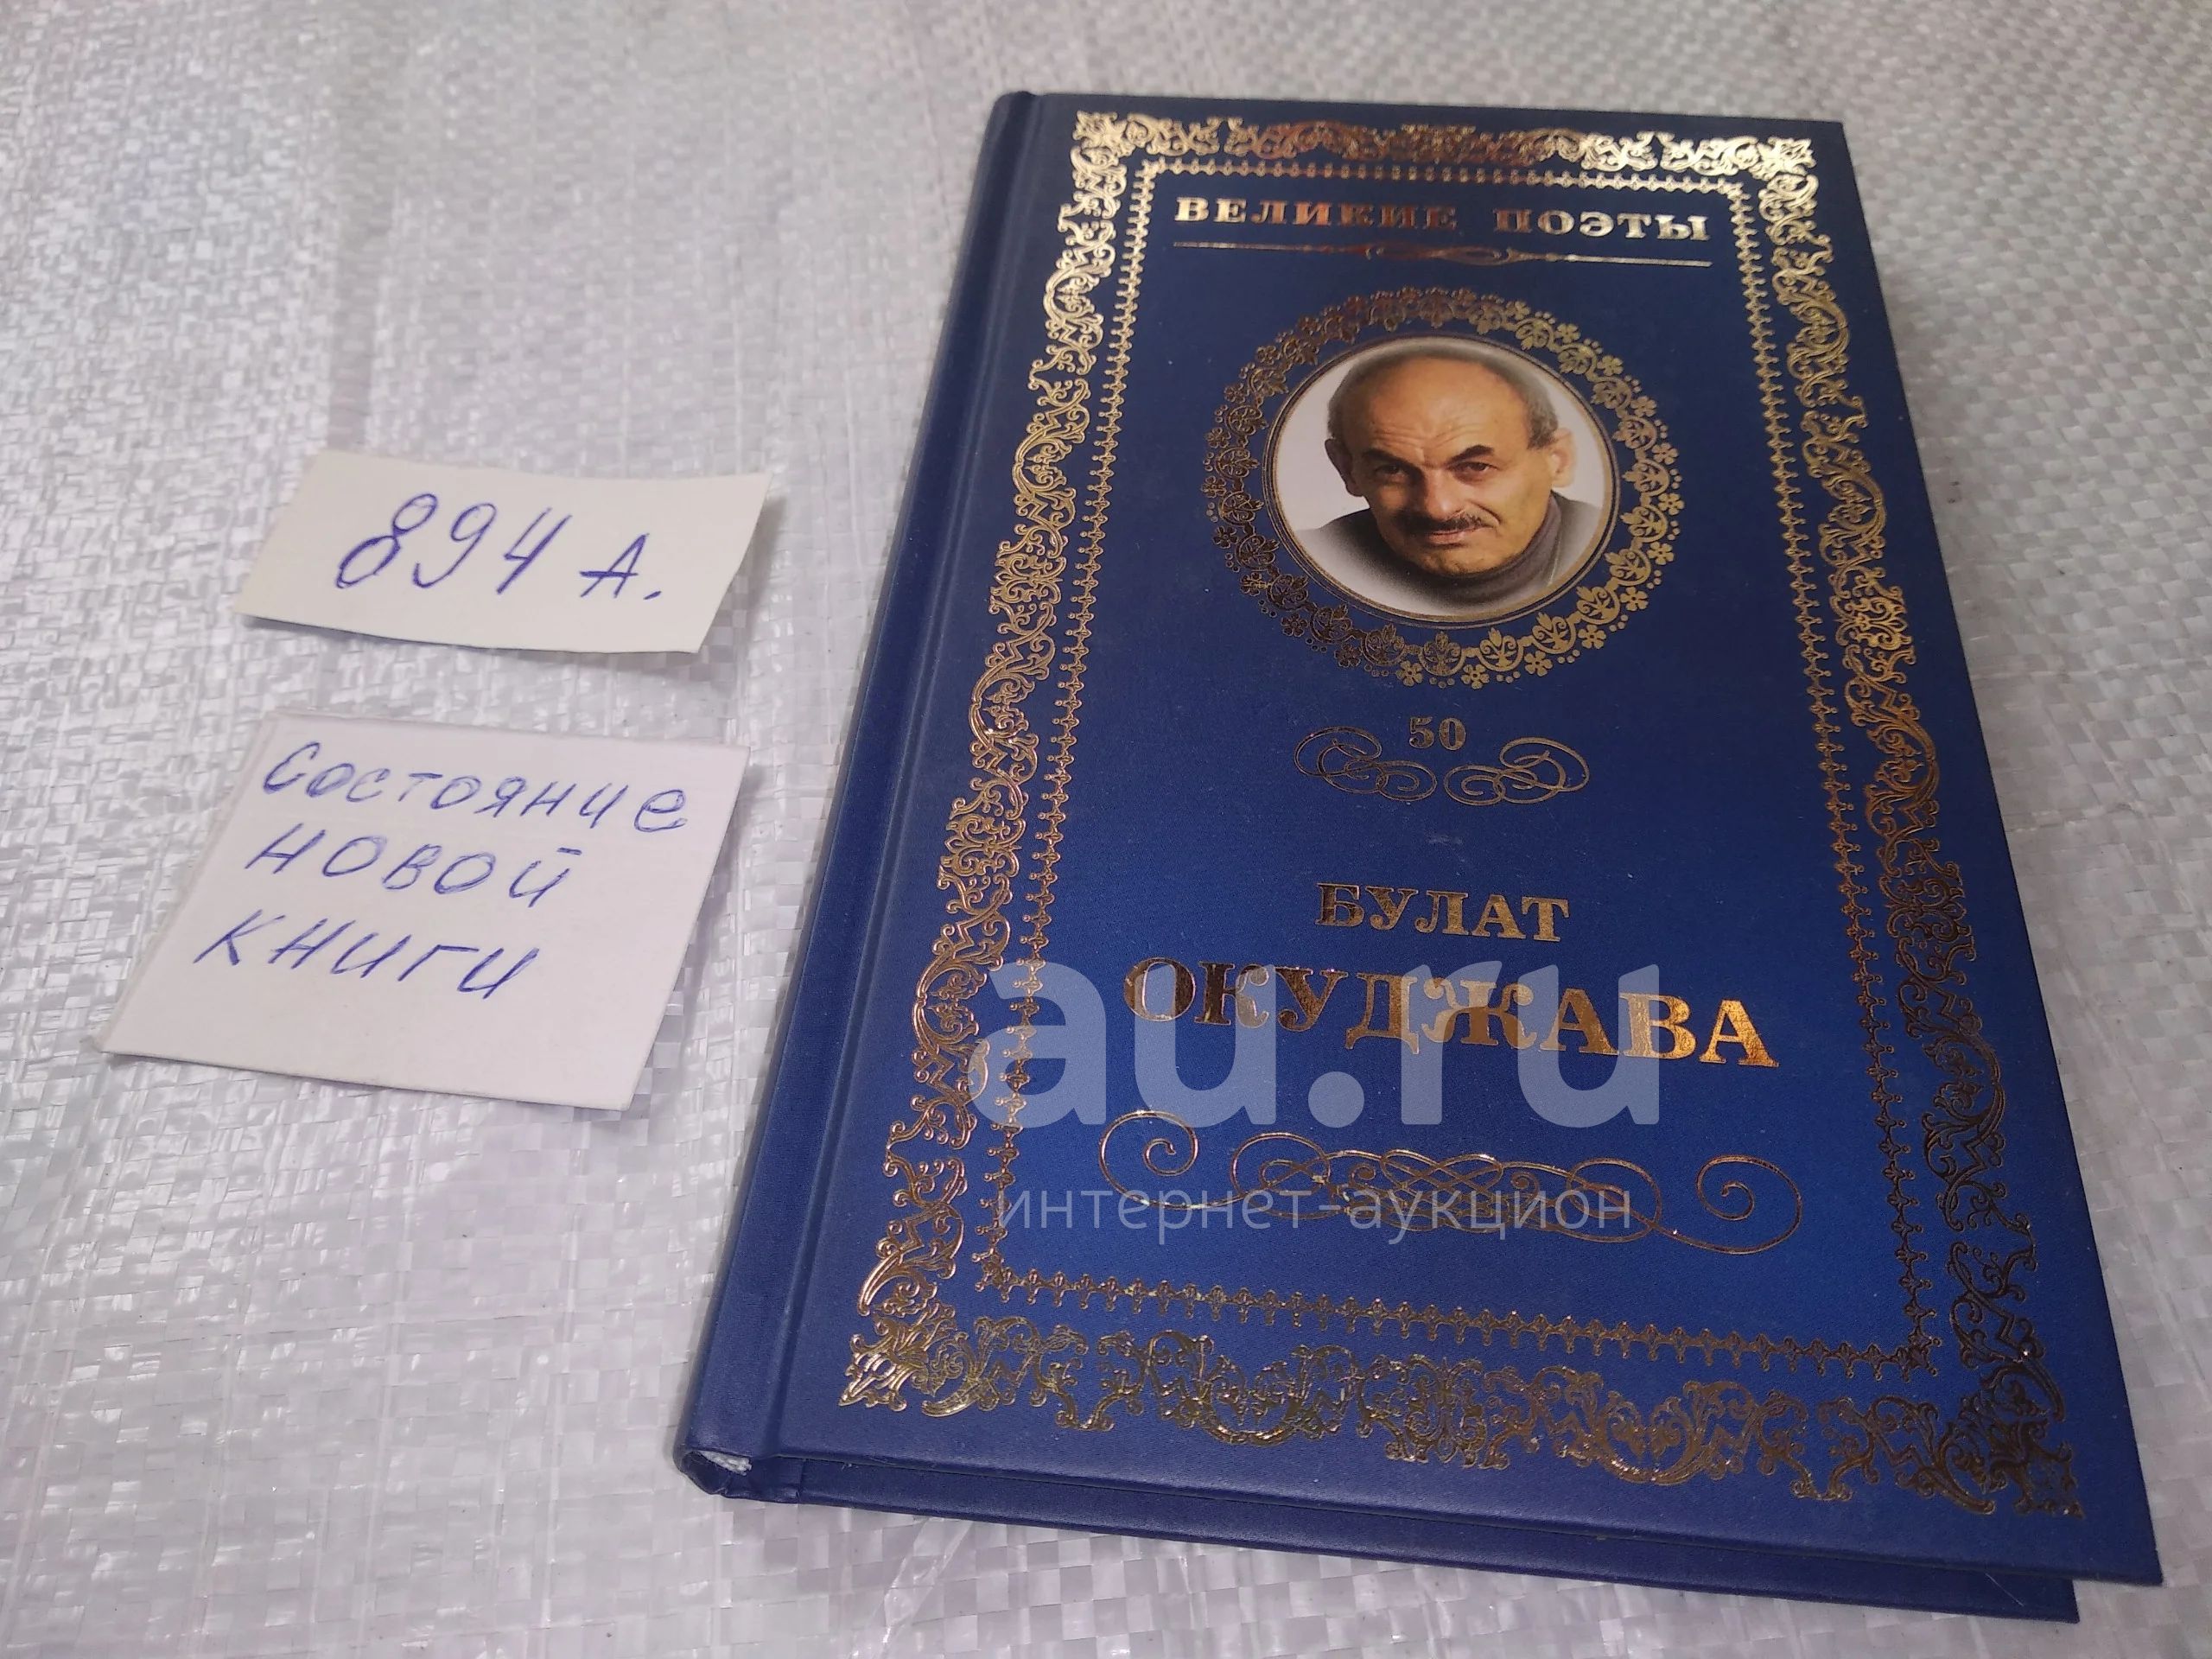 894 А.
Состояние
новой
книги
ВЕЛИКИЕ ПОЭТЫ
50
БУЛАТ
ОКУДЖАВА
au.ru
интернет-аукцион